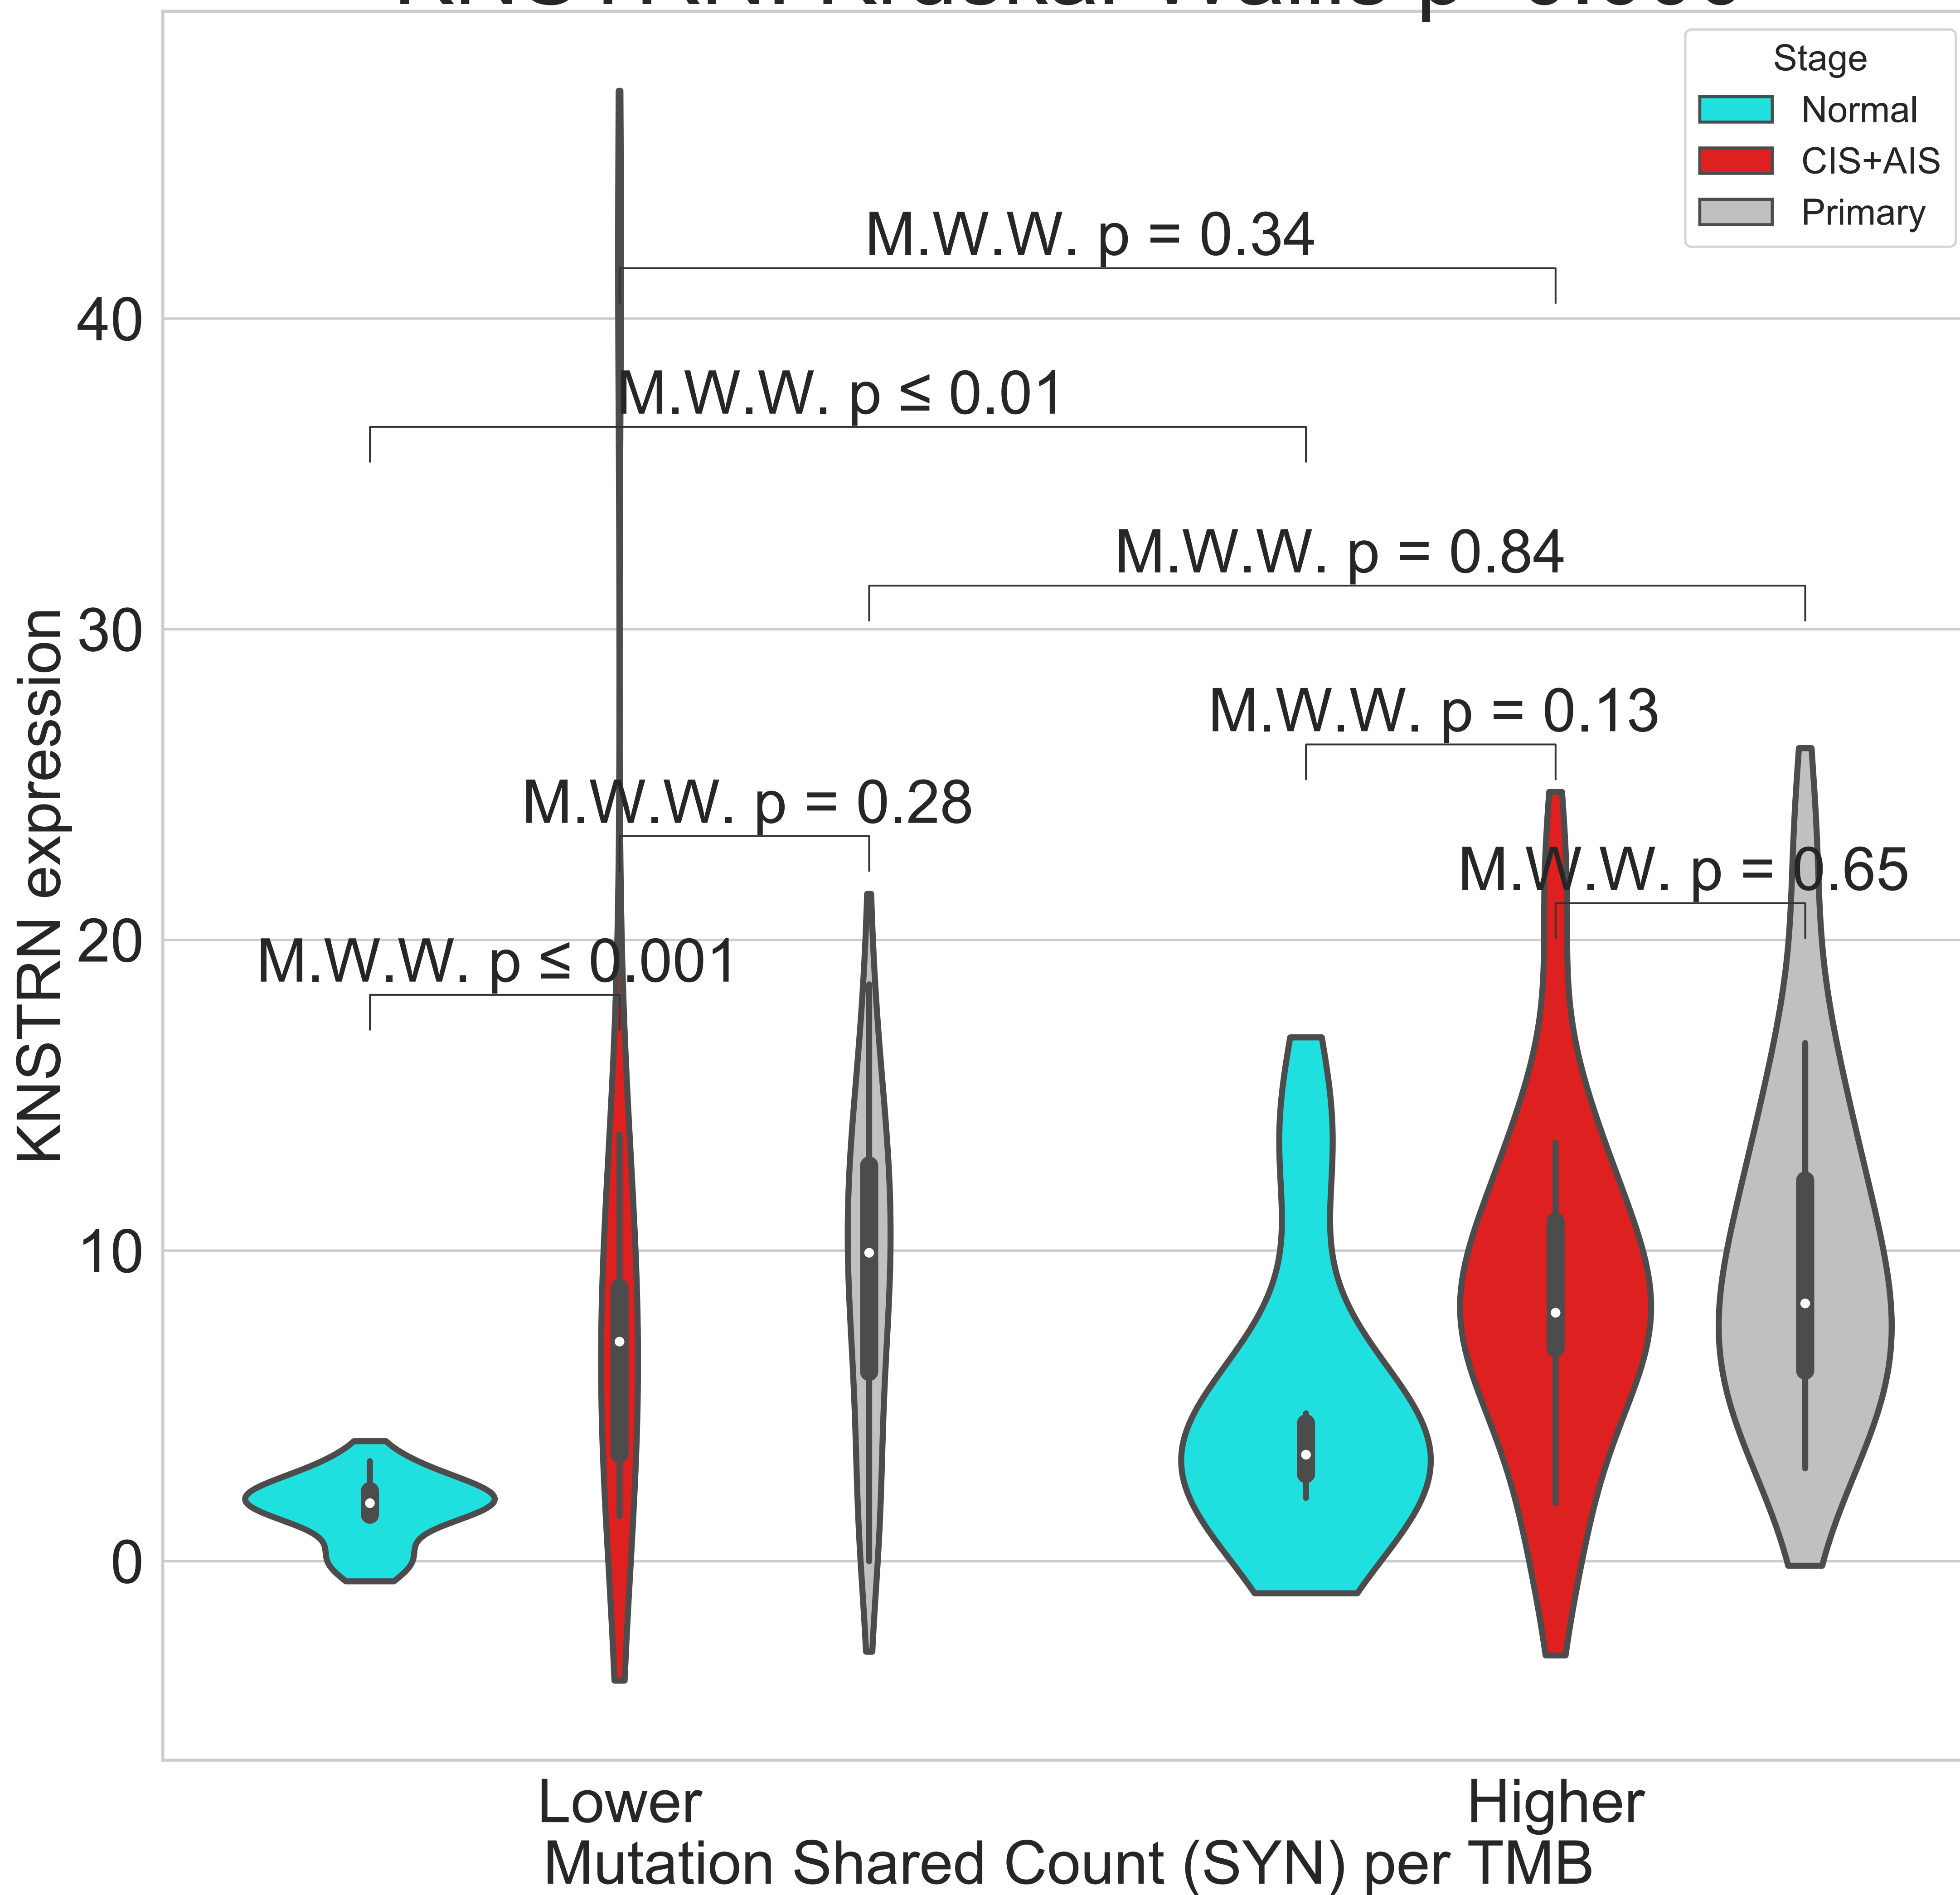 Stage
Normal
CIS+AIS
Primary
M.W.W. p = 0.34
40
M.W.W. p ≤ 0.01
M.W.W. p = 0.84
30
M.W.W. p = 0.13
M.W.W. p = 0.28
M.W.W. p = 0.65
20
M.W.W. p ≤ 0.001
10
0
KNSTRN expression
Lower
Higher
Mutation Shared Count (SYN) per TMB